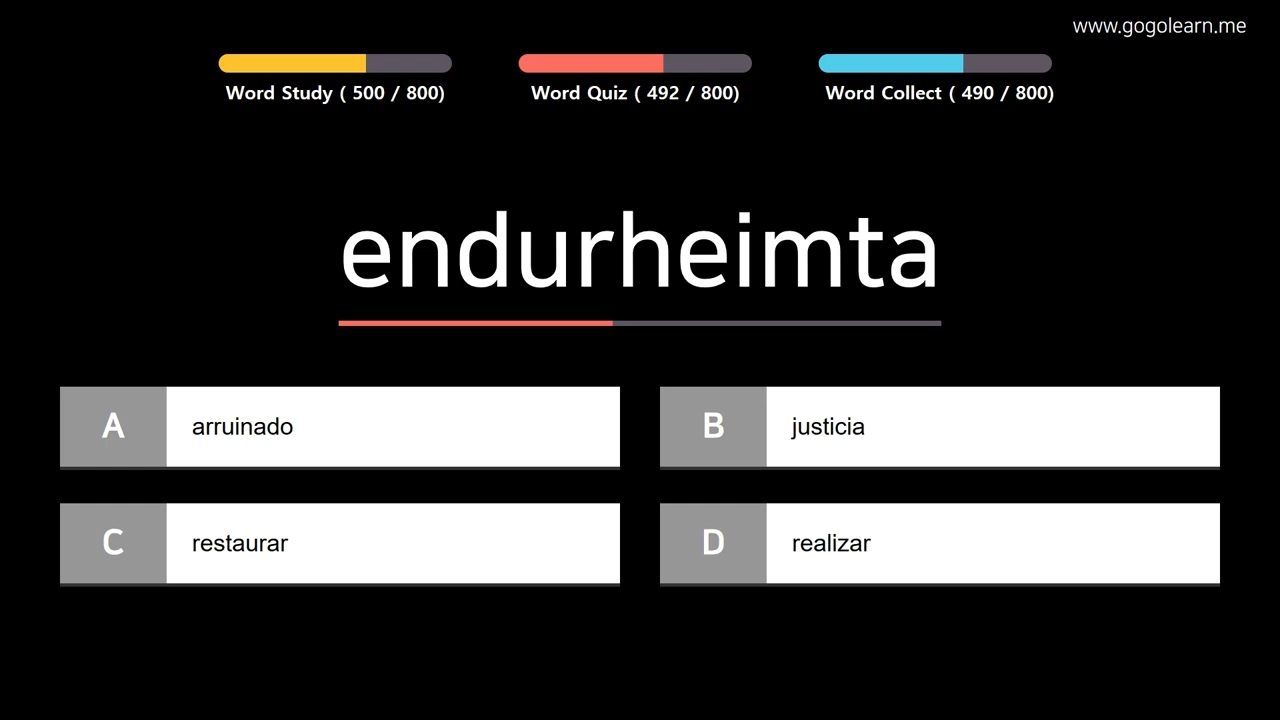 www.gogolearn.me
Word Study ( 500 / 800)
Word Quiz ( 492 / 800)
Word Collect ( 490 / 800)
endurheimta
A
arruinado
B
justicia
C
restaurar
D
realizar